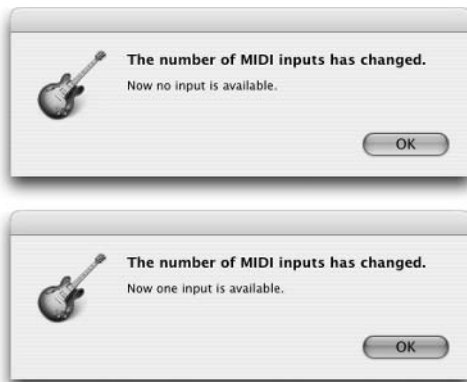 The number of MIDI inputs has changed.
Now no input is available.
OK
The number of MIDI inputs has changed.
Now one input is available.
OK